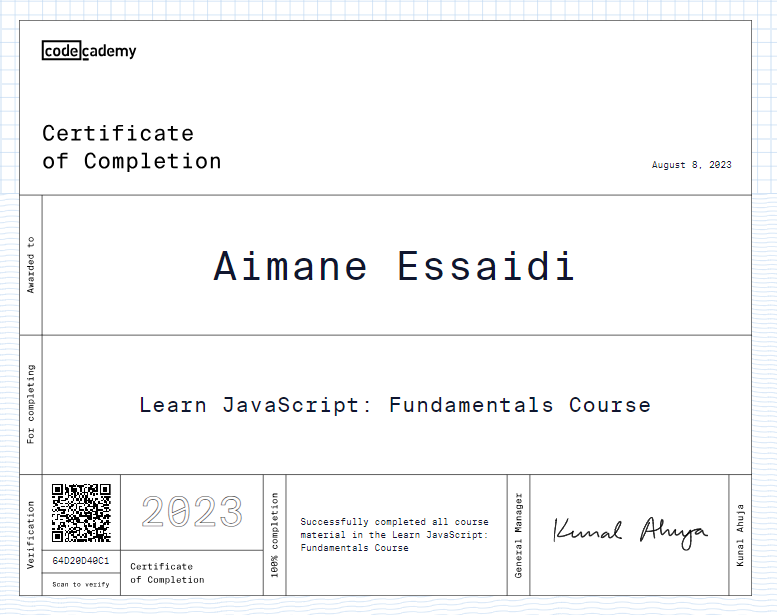 codecademy
Certificate
of Completion
August 8, 2023
Awarded to
Aimane Essaidi
For completing
Learn JavaScript: Fundamentals Course
Verification
64D20D40C1
Scan to verify
2023
Certificate
of Completion
100% completion
Successfully completed all course
material in the Learn JavaScript:
Fundamentals Course
General Manager
Kunal Ahuja
Kunal Ahuja